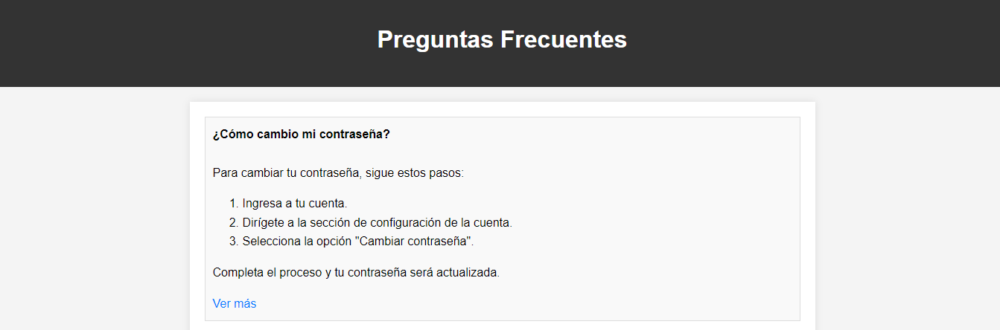 Preguntas Frecuentes
¿Cómo cambio mi contraseña?
Para cambiar tu contraseña, sigue estos pasos:
1. Ingresa a tu cuenta.
2. Dirígete a la sección de configuración de la cuenta.
3. Selecciona la opción "Cambiar contraseña".
Completa el proceso y tu contraseña será actualizada.
Ver más